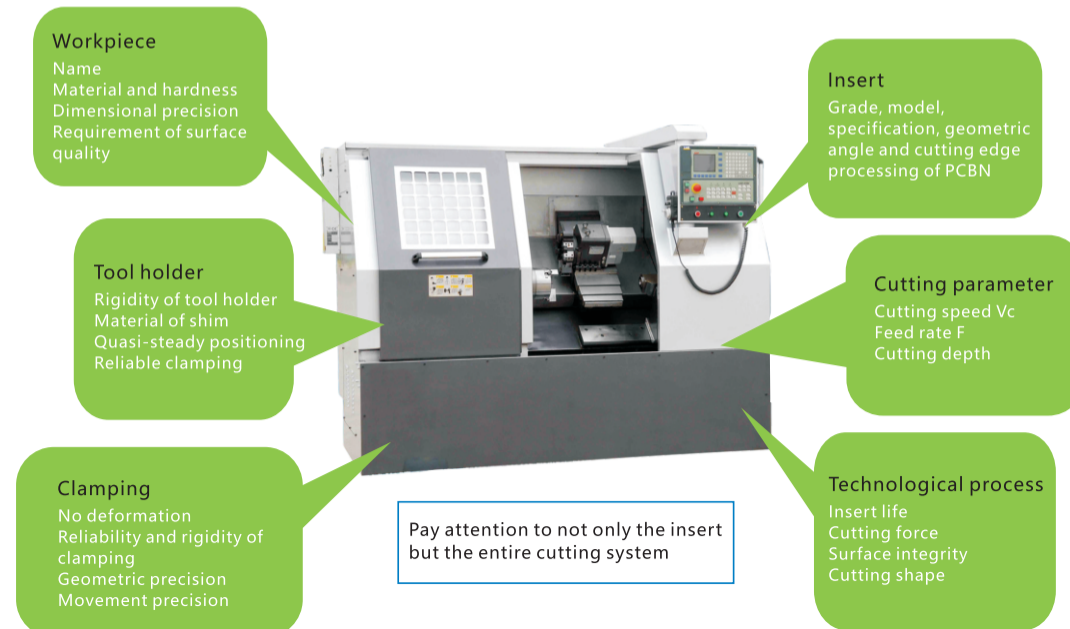 Workpiece
Name
Material and hardness
Dimensional precision
Requirement of surface
quality
Insert
Grade, model,
specification, geometric
angle and cutting edge
processing of PCBN
Tool holder
Rigidity of tool holder
Material of shim
Quasi-steady positioning
Reliable clamping
Cutting parameter
Cutting speed Vc
Feed rate F
Cutting depth
Clamping
No deformation
Reliability and rigidity of
clamping
Geometric precision
Movement precision
Technological process
Insert life
Cutting force
Surface integrity
Cutting shape
Pay attention to not only the insert
but the entire cutting system